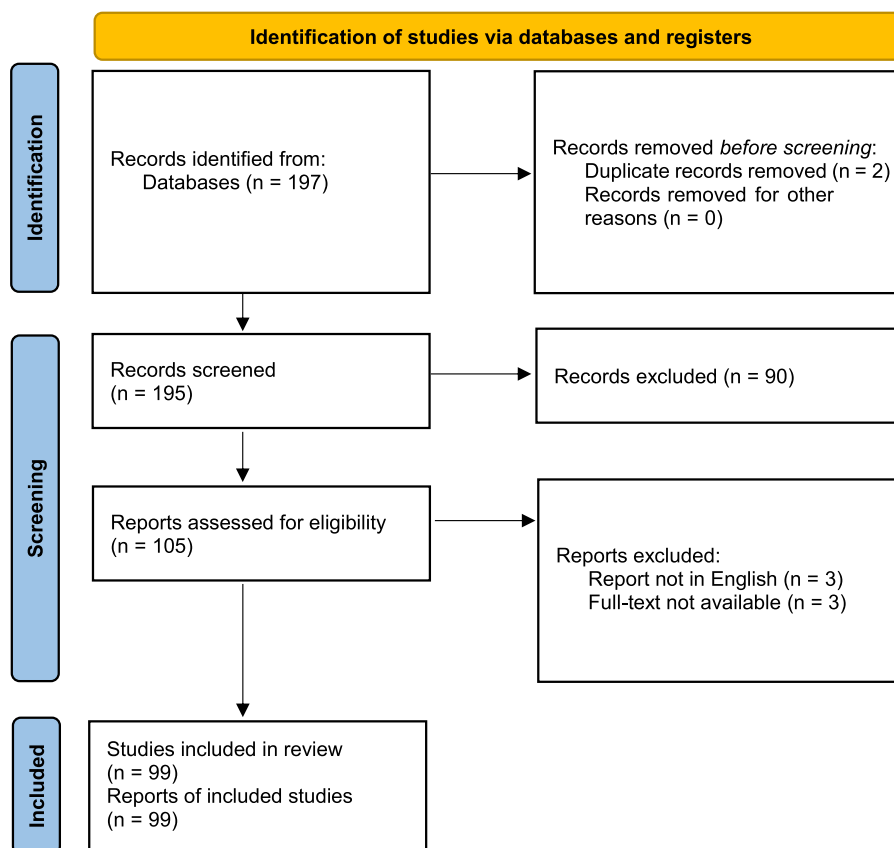 Identification of studies via databases and registers
Identification
Records identified from:
Databases (n = 197)
Records removed before screening:
Duplicate records removed (n = 2)
Records removed for other
reasons (n = 0)
Screening
Records screened
(n = 195)
Records excluded (n = 90)
Reports assessed for eligibility
(n = 105)
Reports excluded:
Report not in English (n = 3)
Full-text not available (n = 3)
Included
Studies included in review
(n = 99)
Reports of included studies
(n = 99)